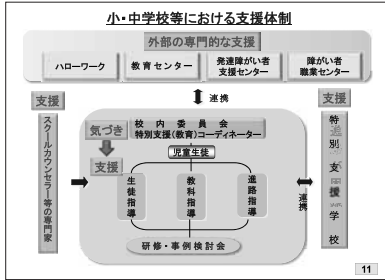 小・中学校等における支援体制
外部の専門的な支援
ハローワーク
教育センター
発達障がい者
支援センター
障がい者
職業センター
連携
支援
スクールカウンセラー等の専門家
気づき
校内委員会
特別支援(教育)コーディネーター
児童生徒
支援
生徒指導
教科指導
進路指導
研修・事例検討会
連携
支援
特別支援学校
11